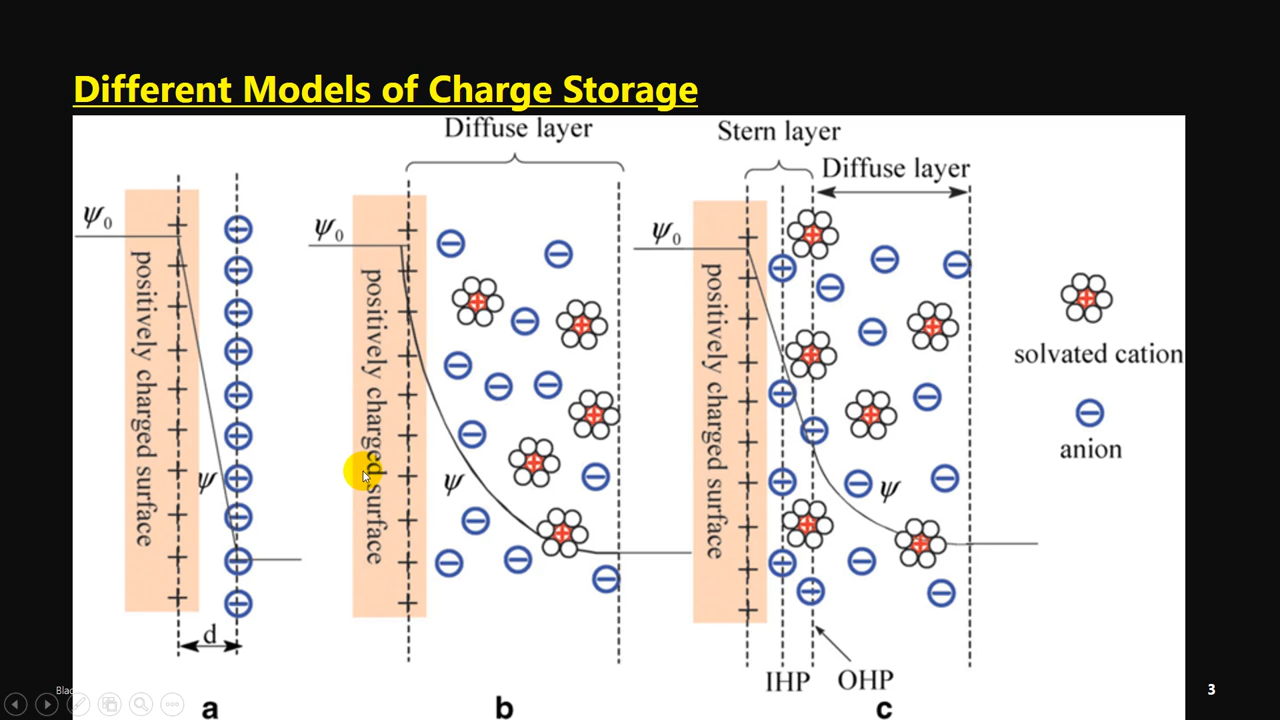 Different Models of Charge Storage
Diffuse layer
Stern layer
Diffuse layer
ψ0
ψ0
ψ0
positively charged surface
positively charged surface
positively charged surface
ψ
ψ
ψ
solvated cation
anion
d
IHP
OHP
a
b
c
3